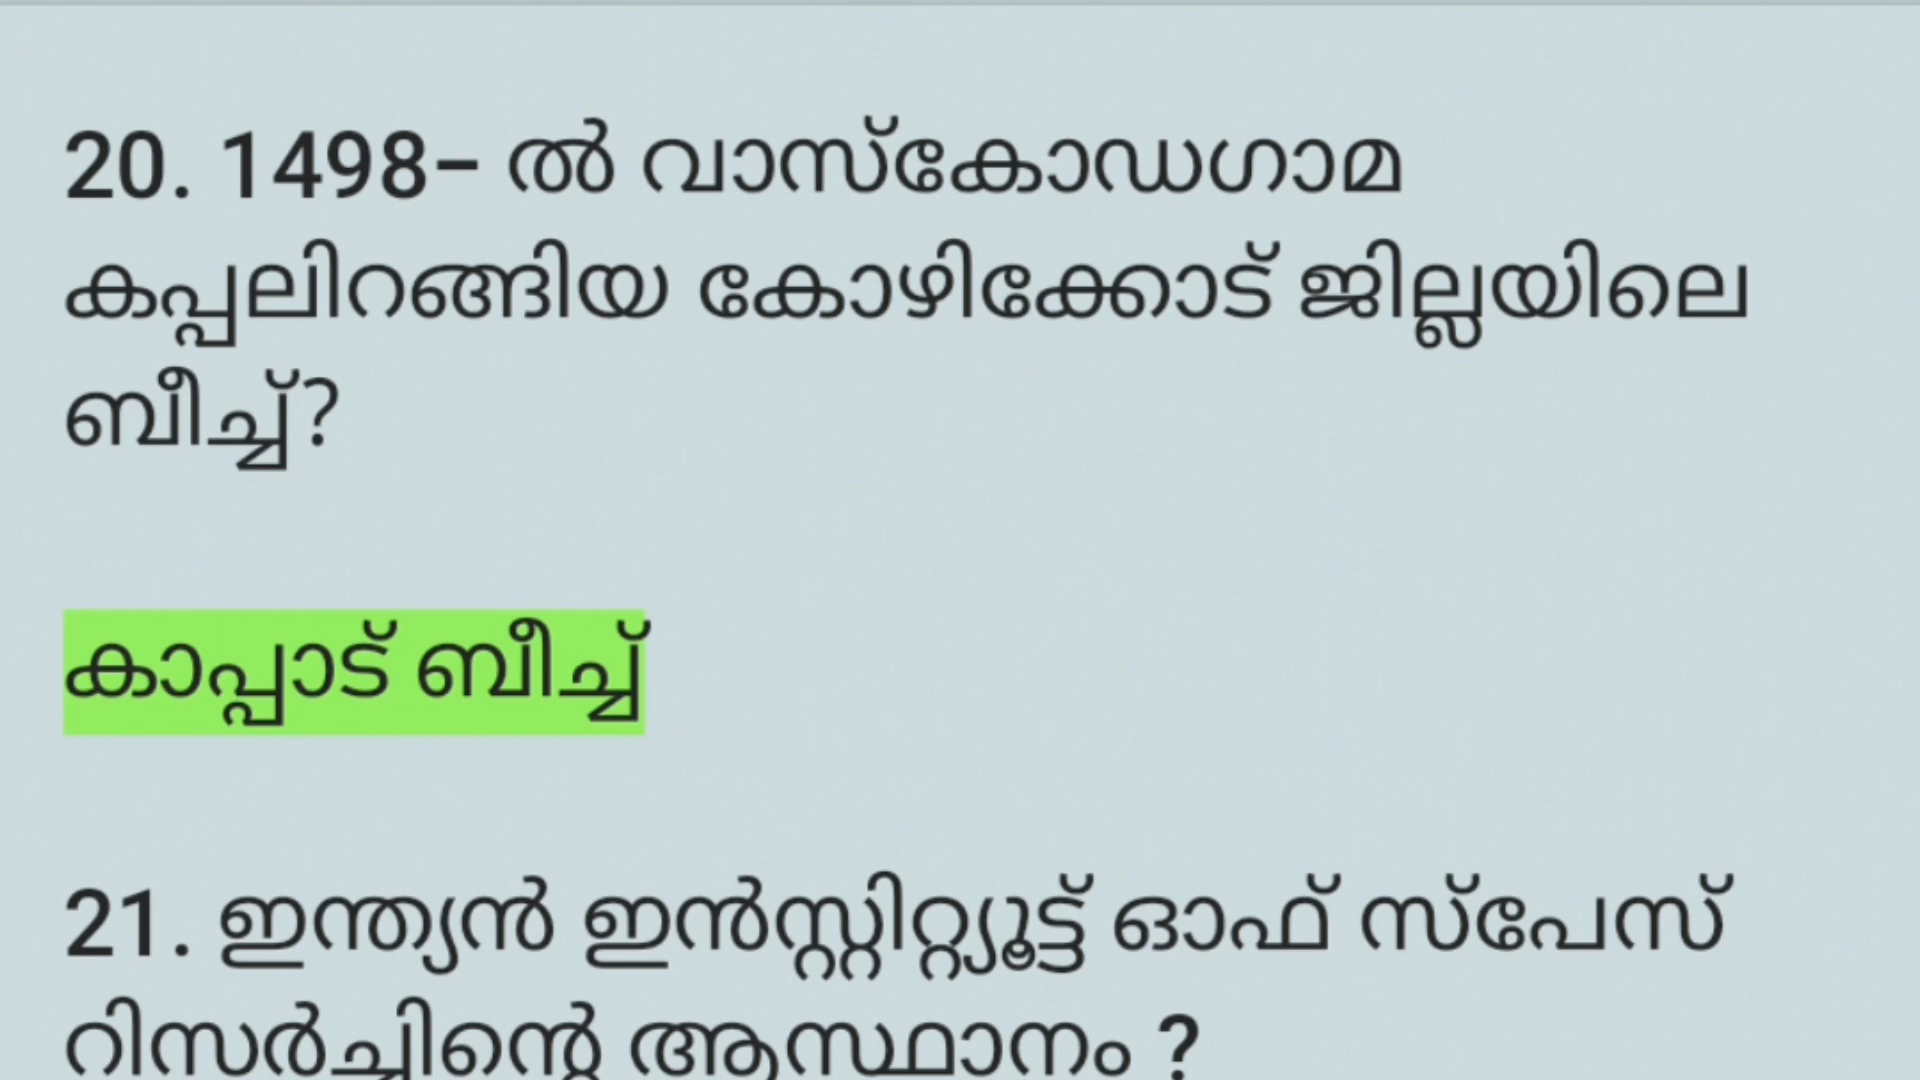 20. 1498- ൽ വാസ്കോഡഗാമ
കപ്പലിറങ്ങിയ കോഴിക്കോട് ജില്ലയിലെ
ബീച്ച്?
കാപ്പാട് ബീച്ച്
21. ഇന്ത്യൻ ഇൻസ്റ്റിറ്റ്യൂട്ട് ഓഫ് സ്പേസ്
റിസർച്ചിന്റെ ആസ്ഥാനം ?